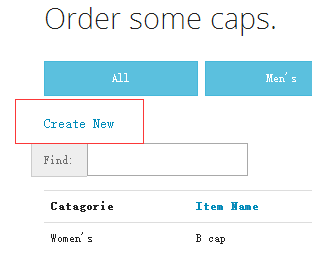 Order some caps.
All Men's
Create New
Find:
Catagorie Item Name
Women's B cap